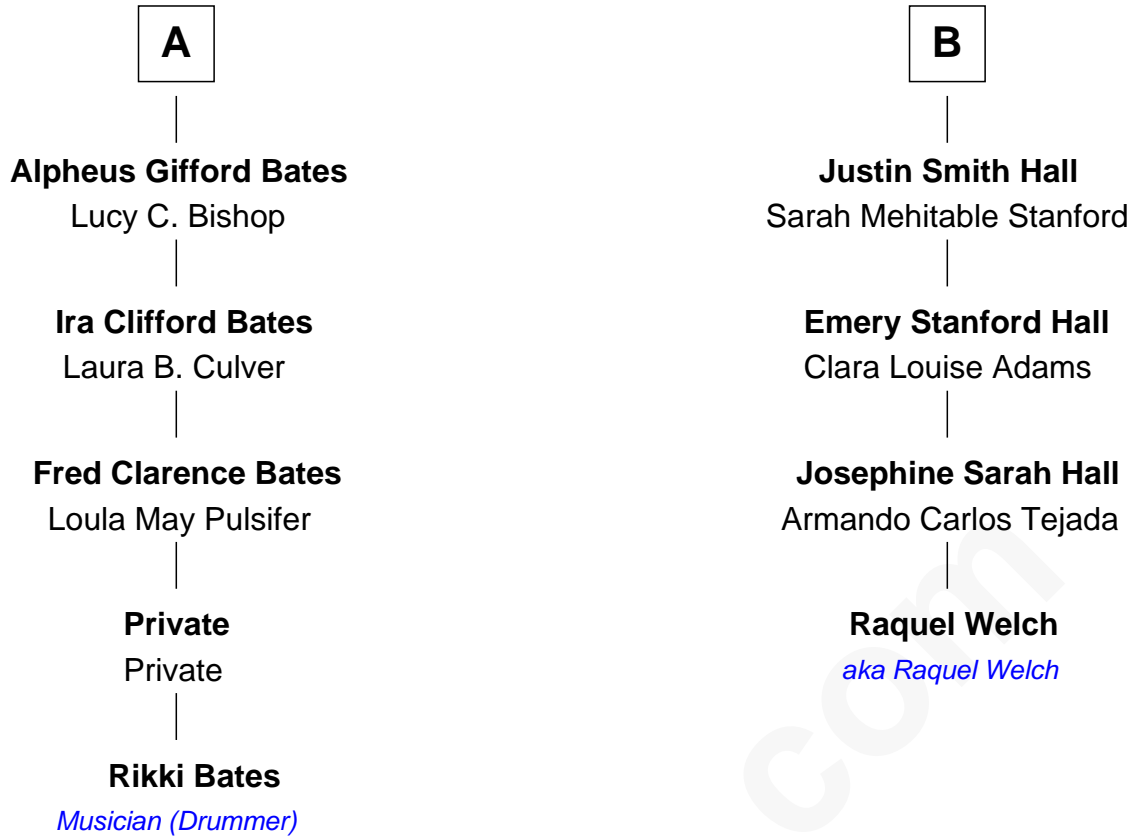 A
Alpheus Gifford Bates
Lucy C. Bishop
Ira Clifford Bates
Laura B. Culver
Fred Clarence Bates
Loula May Pulsifer
Private
Private
Rikki Bates
Musician (Drummer)
B
Justin Smith Hall
Sarah Mehitable Stanford
Emery Stanford Hall
Clara Louise Adams
Josephine Sarah Hall
Armando Carlos Tejada
Raquel Welch
aka Raquel Welch
com